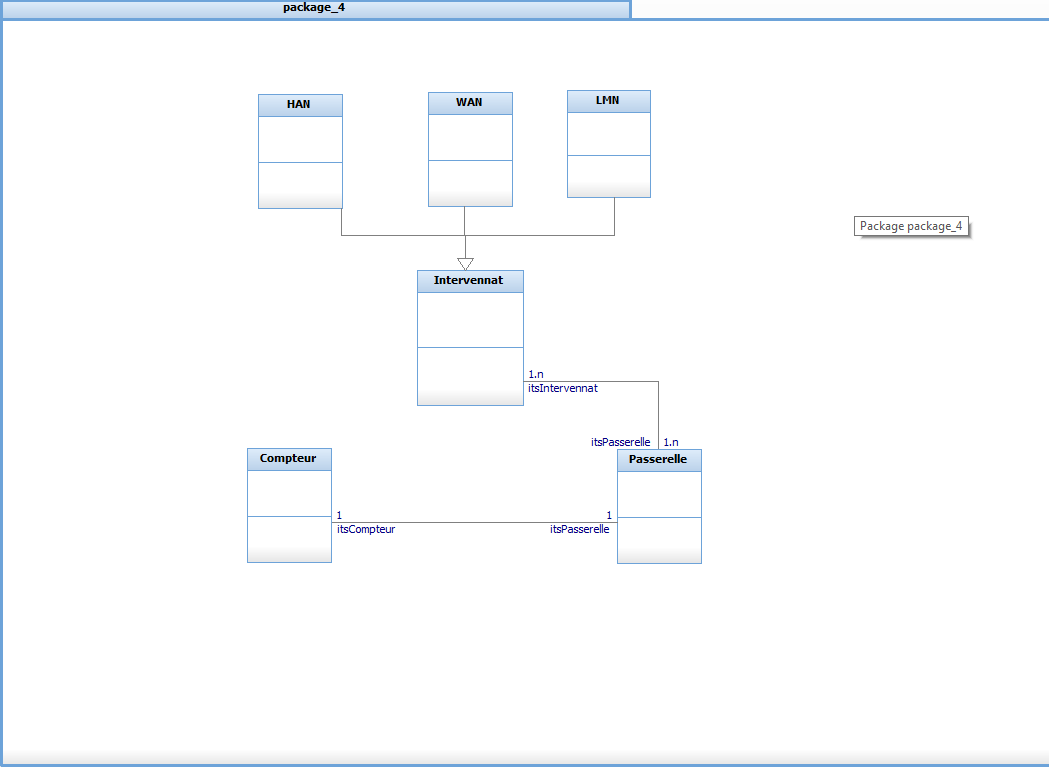 package_4
HAN
WAN
LMN
Package package_4
Intervennat
1.n
itsIntervennat
itsPasserelle 1.n
Compteur
Passerelle
1
1
itsCompteur
itsPasserelle